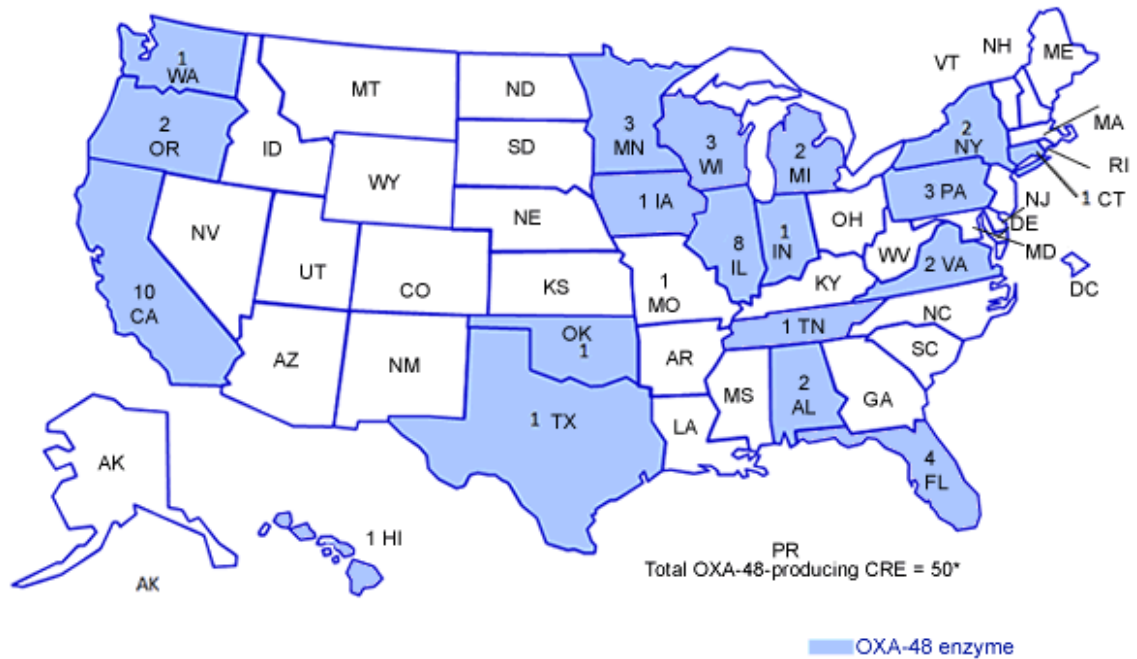 NH
ME
VT
1
WA
MT
ND
3
MN
2
NY
MA
2
OR
ID
SD
3
WI
2
MI
RI
WY
1 IA
3 PA
1 CT
NJ
NV
NE
OH
DE
UT
8
IL
1
IN
WV
MD
2 VA
10
CA
CO
KS
1
MO
KY
DC
NC
1 TN
OK
1
AZ
NM
AR
SC
2
AL
MS
GA
1 TX
LA
4
FL
AK
1 HI
PR
Total OXA-48-producing CRE = 50*
AK
OXA-48 enzyme